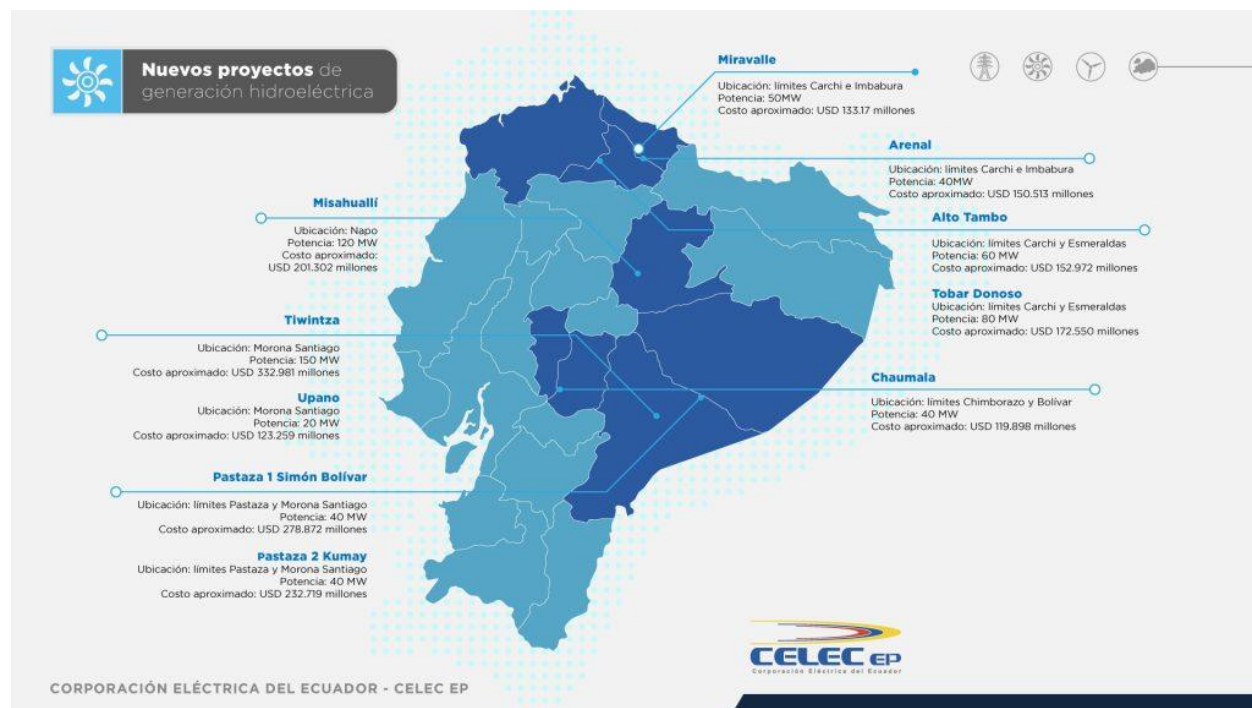 Nuevos proyectos de
generación hidroeléctrica
Miravalle
Ubicación: límites Carchi e Imbabura
Potencia: 50MW
Costo aproximado: USD 133.17 millones
Arenal
Ubicación: límites Carchi e Imbabura
Potencia: 40MW
Costo aproximado: USD 150.513 millones
Misahuallí
Ubicación: Napo
Potencia: 120 MW
Costo aproximado:
USD 201.302 millones
Alto Tambo
Ubicación: límites Carchi y Esmeraldas
Potencia: 60 MW
Costo aproximado: USD 152.972 millones
Tobar Donoso
Ubicación: límites Carchi y Esmeraldas
Potencia: 80 MW
Costo aproximado: USD 172.550 millones
Tiwintza
Ubicación: Morona Santiago
Potencia: 150 MW
Costo aproximado: USD 332.981 millones
Upano
Ubicación: Morona Santiago
Potencia: 20 MW
Costo aproximado: USD 123.259 millones
Chaumala
Ubicación: límites Chimborazo y Bolívar
Potencia: 40 MW
Costo aproximado: USD 119.898 millones
Pastaza 1 Simón Bolívar
Ubicación: límites Pastaza y Morona Santiago
Potencia: 40 MW
Costo aproximado: USD 278.872 millones
Pastaza 2 Kumay
Ubicación: límites Pastaza y Morona Santiago
Potencia: 40 MW
Costo aproximado: USD 232.719 millones
CELEC EP
Corporación Eléctrica del Ecuador
CORPORACIÓN ELÉCTRICA DEL ECUADOR - CELEC EP